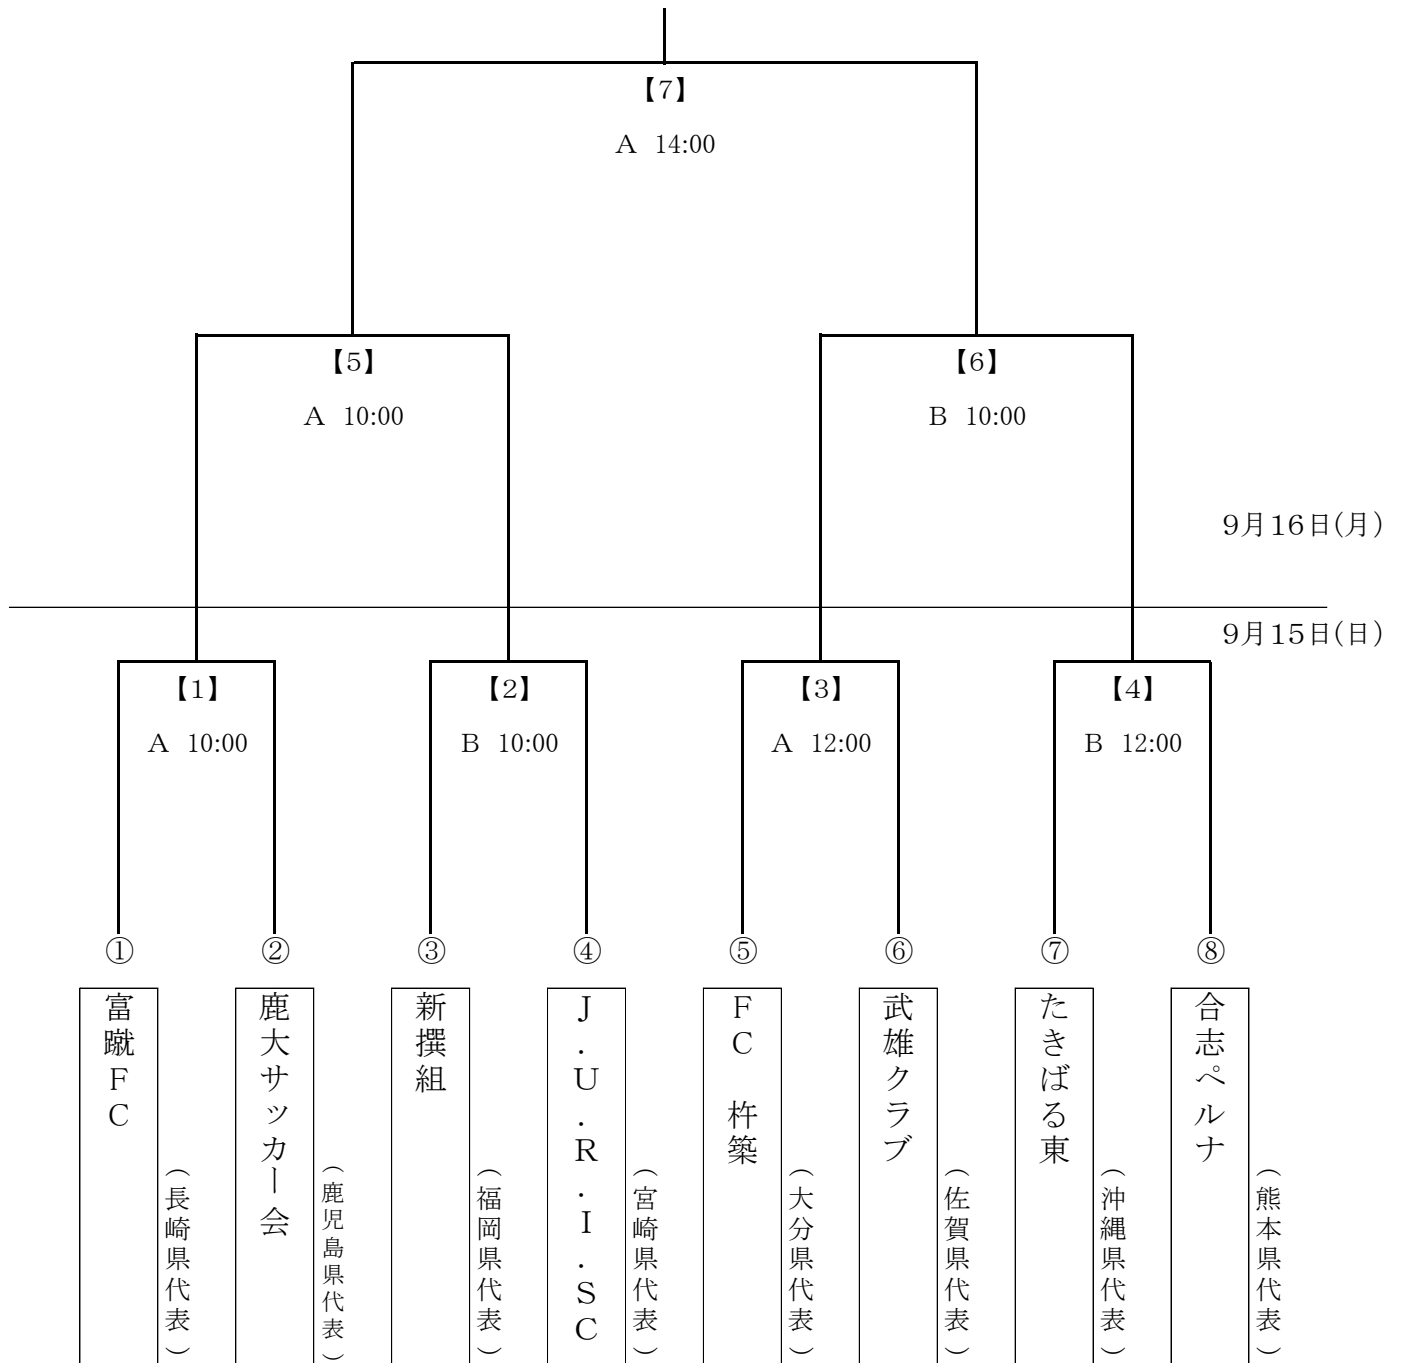 【7】
A 14:00
【5】
【6】
A 10:00
B 10:00
9月16日(月)
9月15日(日)
【1】
【2】
【3】
【4】
A 10:00
B 10:00
A 12:00
B 12:00
①
②
③
④
⑤
⑥
⑦
⑧
富蹴FC
(長崎県代表)
鹿大サッカー会
(鹿児島県代表)
新撰組
(福岡県代表)
J.U.R.I.SC
(宮崎県代表)
FC 杵築
(大分県代表)
武雄クラブ
(佐賀県代表)
たきばる東
(沖縄県代表)
合志ペルナ
(熊本県代表)